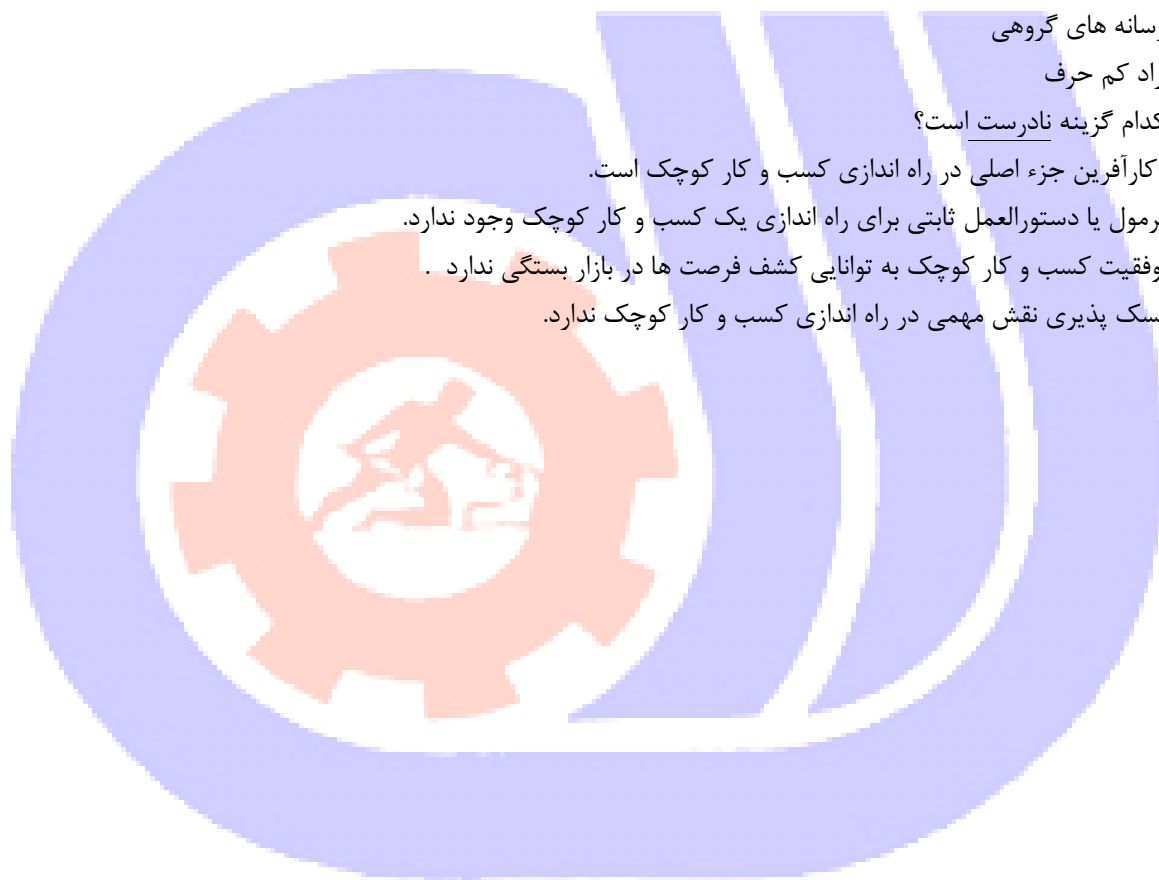 رسانه های گروهی
راد کم حرف
کدام گزینه نادرست است؟
کارآفرین جزء اصلی در راه اندازی کسب و کار کوچک است.
رمول یا دستورالعمل ثابتی برای راه اندازی یک کسب و کار کوچک وجود ندارد.
وفقیت کسب و کار کوچک به توانایی کشف فرصت ها در بازار بستگی ندارد .
سک پذیری نقش مهمی در راه اندازی کسب و کار کوچک ندارد.